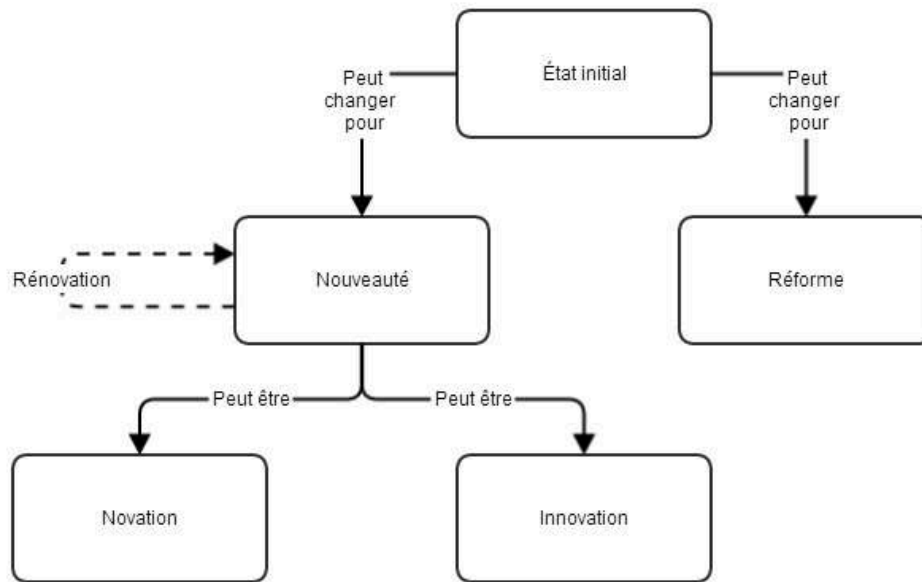 État initial
Peut
changer
pour
Peut
changer
pour
Rénovation
Nouveauté
Réforme
Peut être
Peut être
Novation
Innovation